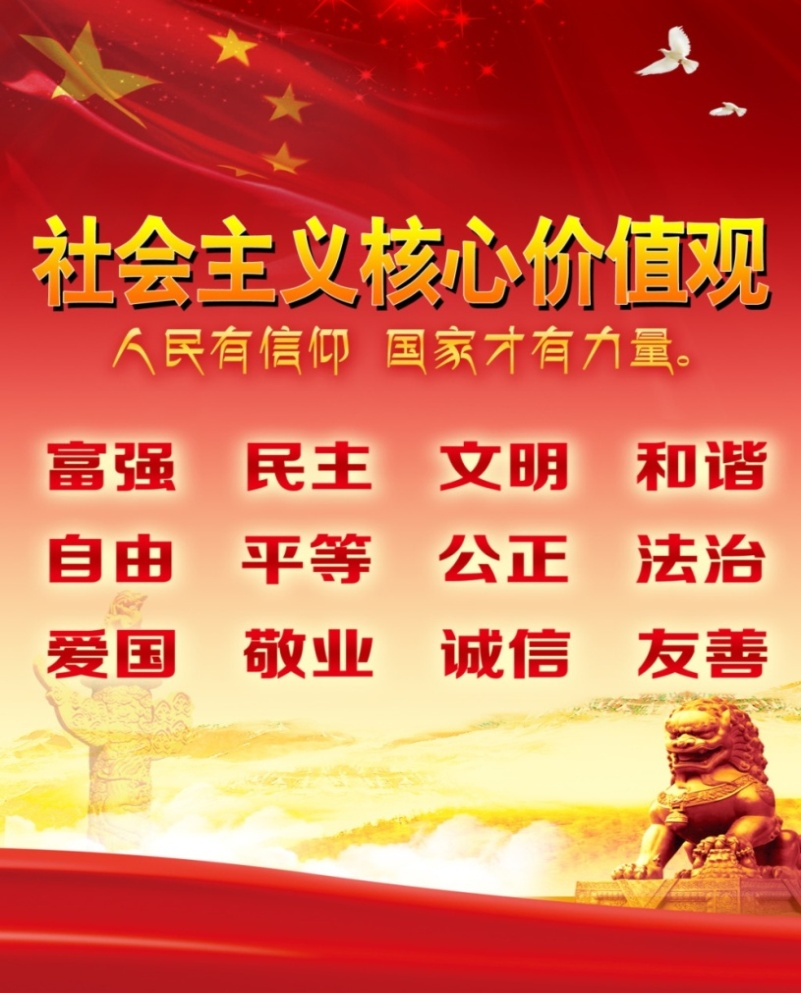 社会主义核心价值观
人民有信仰 国家才有力量。
富强 民主 文明 和谐
自由 平等 公正 法治
爱国 敬业 诚信 友善